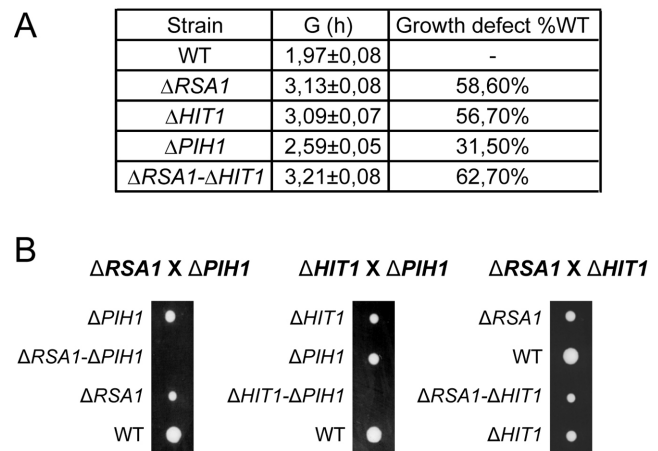 A
Strain G (h) Growth defect %WT
WT 1,97±0,08 -
ΔRSA1 3,13±0,08 58,60%
ΔHIT1 3,09±0,07 56,70%
ΔPIH1 2,59±0,05 31,50%
ΔRSA1-ΔHIT1 3,21±0,08 62,70%
B
ΔRSA1 X ΔPIH1 ΔHIT1 X ΔPIH1 ΔRSA1 X ΔHIT1
ΔPIH1 ΔHIT1 ΔRSA1
ΔRSA1-ΔPIH1 ΔPIH1 WT
ΔRSA1 ΔHIT1-ΔPIH1 ΔRSA1-ΔHIT1
WT WT ΔHIT1